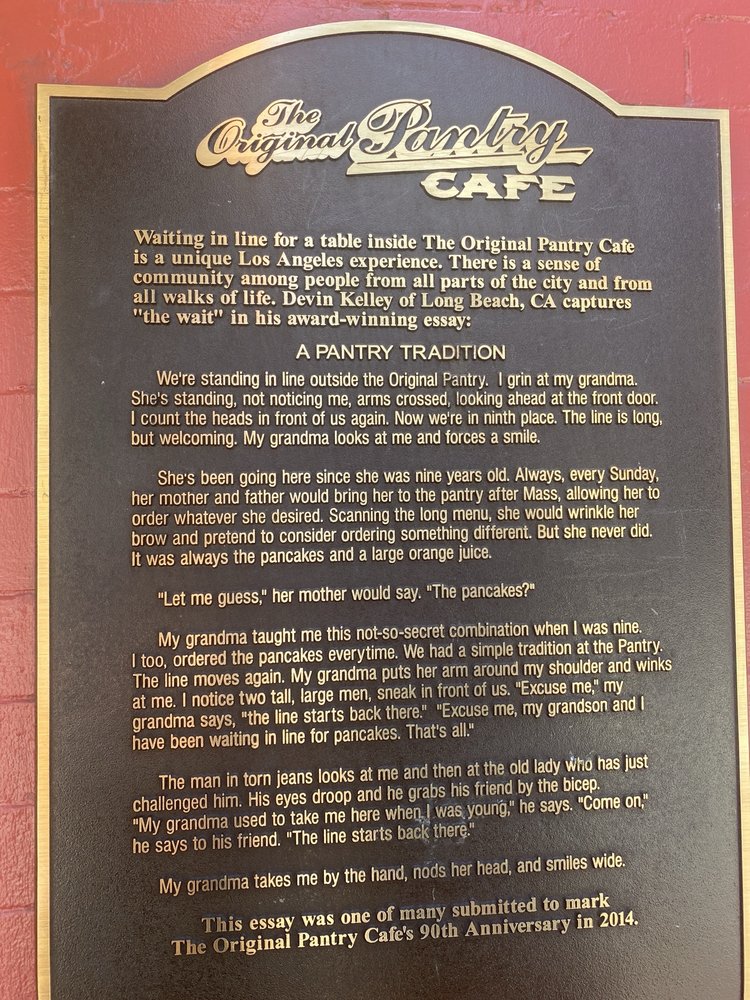 The
Original Pantry
CAFE
Waiting in line for a table inside The Original Pantry Cafe
is a unique Los Angeles experience. There is a sense of
community among people from all parts of the city and from
all walks of life. Devin Kelley of Long Beach, CA captures
"the wait" in his award-winning essay:
A PANTRY TRADITION
We're standing in line outside the Original Pantry. I grin at my grandma.
She's standing, not noticing me, arms crossed, looking ahead at the front door.
I count the heads in front of us again. Now we're in ninth place. The line is long,
but welcoming. My grandma looks at me and forces a smile.
She's been going here since she was nine years old. Always, every Sunday,
her mother and father would bring her to the pantry after Mass, allowing her to
order whatever she desired. Scanning the long menu, she would wrinkle her
brow and pretend to consider ordering something different. But she never did.
It was always the pancakes and a large orange juice.
"Let me guess," her mother would say. "The pancakes?"
My grandma taught me this not-so-secret combination when I was nine.
I too, ordered the pancakes everytime. We had a simple tradition at the Pantry.
The line moves again. My grandma puts her arm around my shoulder and winks
at me. I notice two tall, large men, sneak in front of us. "Excuse me," my
grandma says, "the line starts back there." "Excuse me, my grandson and I
have been waiting in line for pancakes. That's all."
The man in torn jeans looks at me and then at the old lady who has just
challenged him. His eyes droop and he grabs his friend by the bicep.
"My grandma used to take me here when I was young," he says. "Come on,"
he says to his friend. "The line starts back there."
My grandma takes me by the hand, nods her head, and smiles wide.
This essay was one of many submitted to mark
The Original Pantry Cafe's 90th Anniversary in 2014.